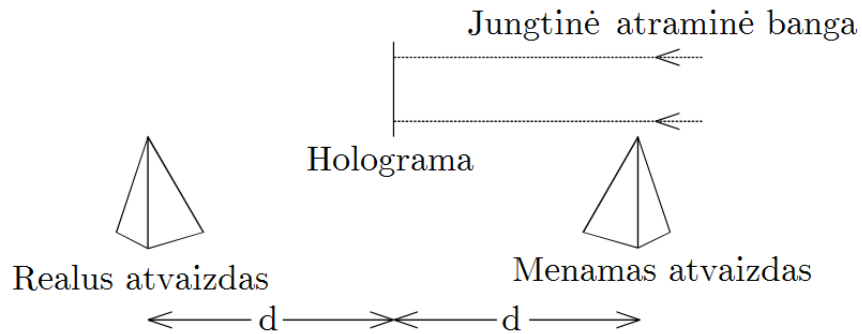 Jungtinė atraminė banga
Holograma
Realus atvaizdas
Menamas atvaizdas
d
d